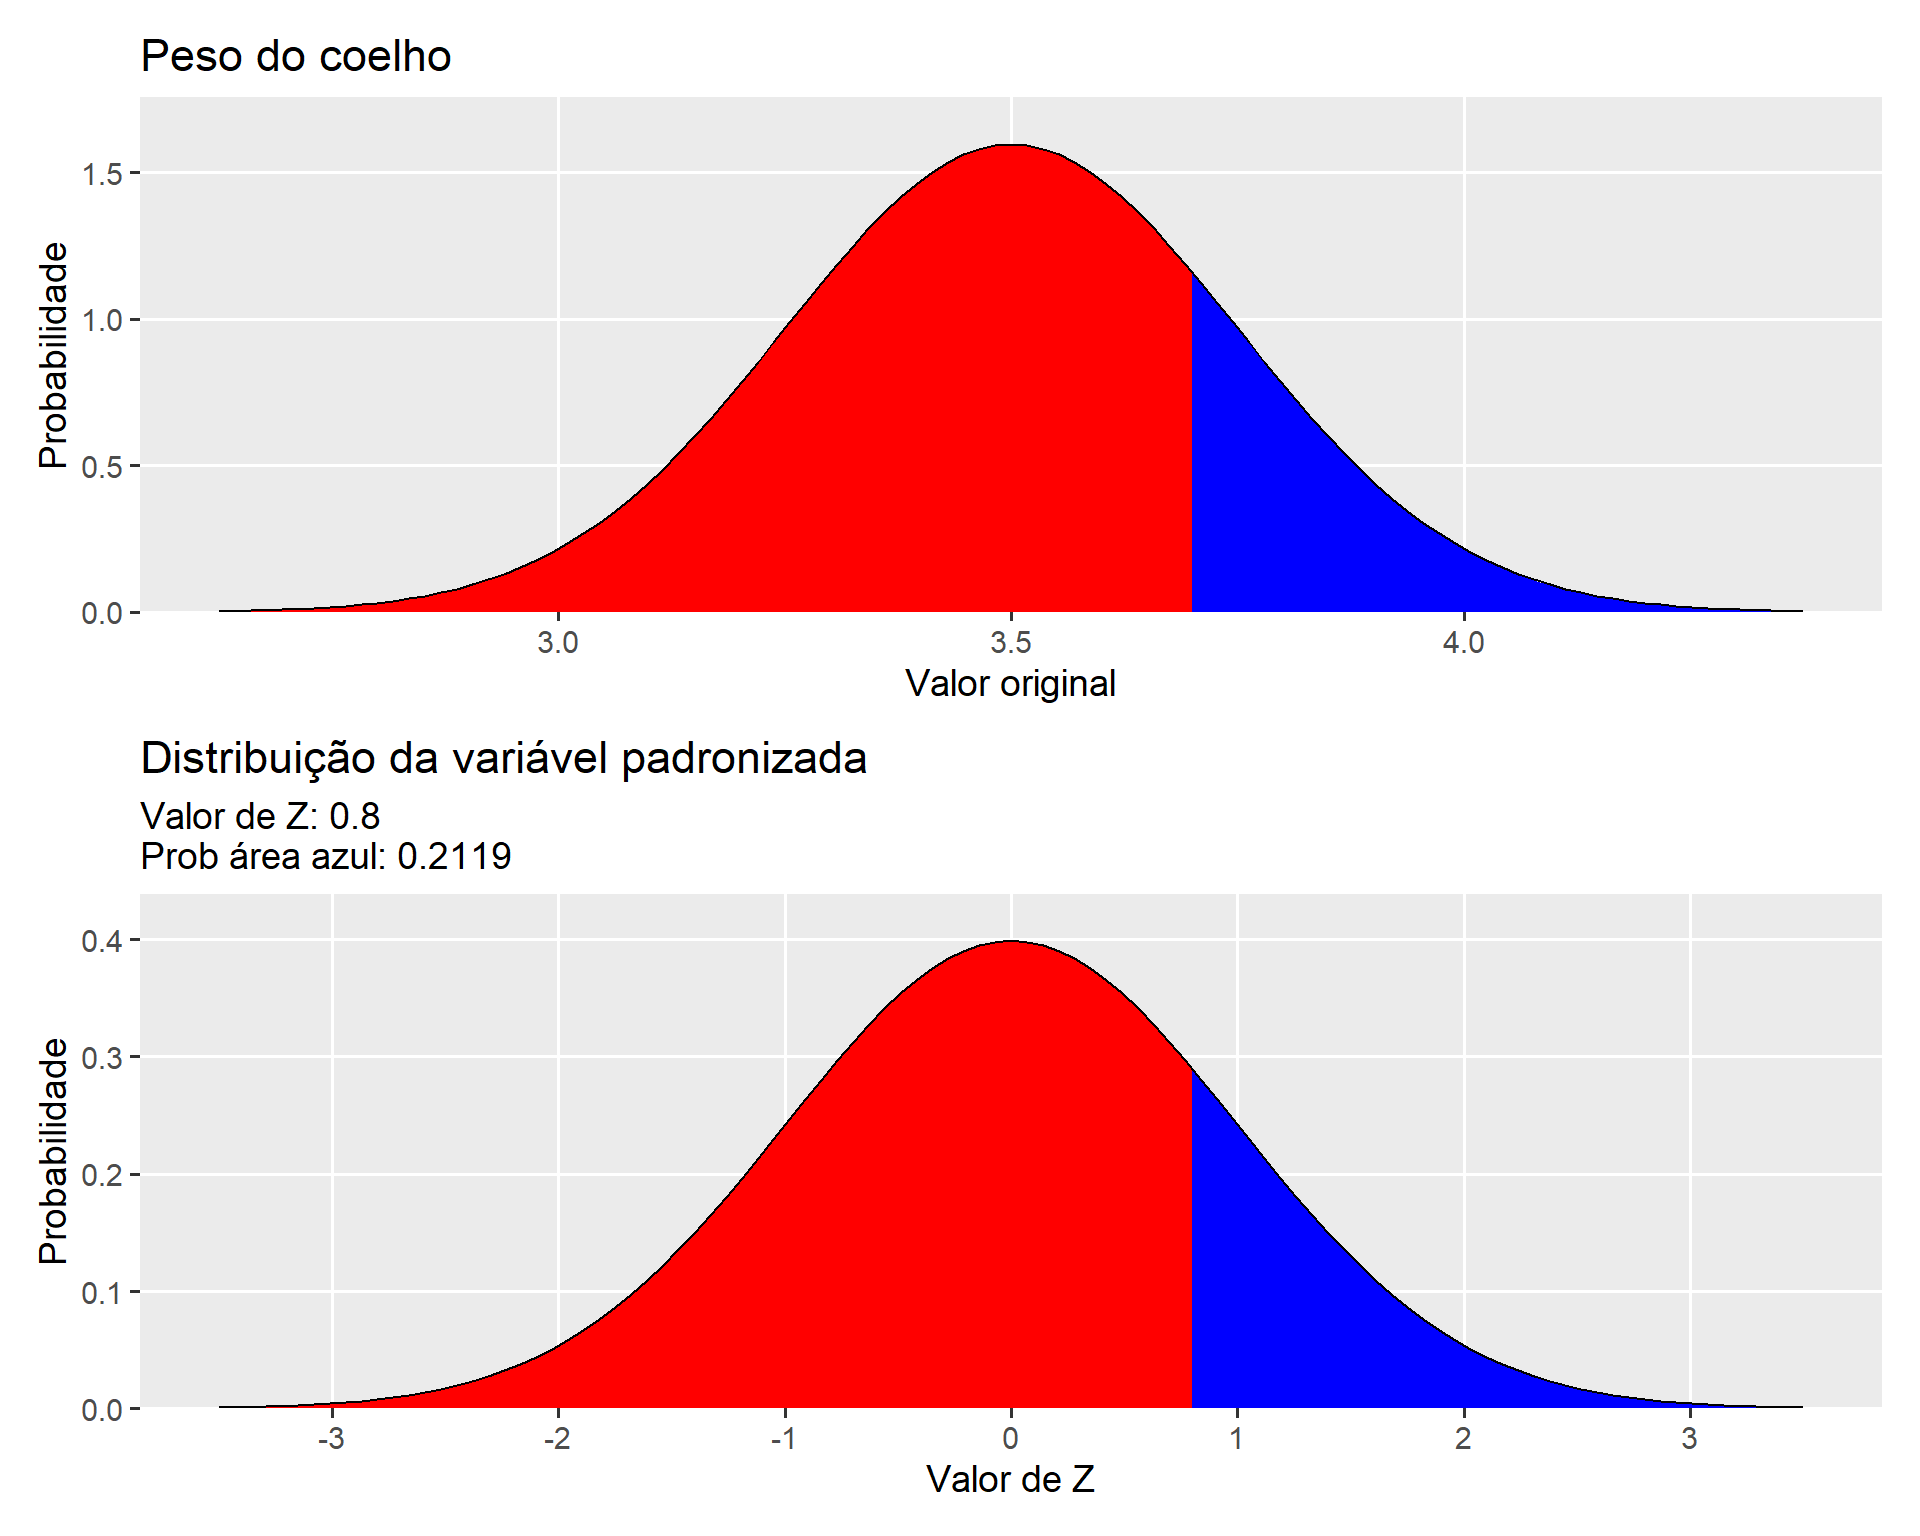 Peso do coelho
Probabilidade
1.5
1.0
0.5
0.0
3.0 3.5 4.0
Valor original
Distribuição da variável padronizada
Valor de Z: 0.8
Prob área azul: 0.2119
Probabilidade
0.4
0.3
0.2
0.1
0.0
-3 -2 -1 0 1 2 3
Valor de Z